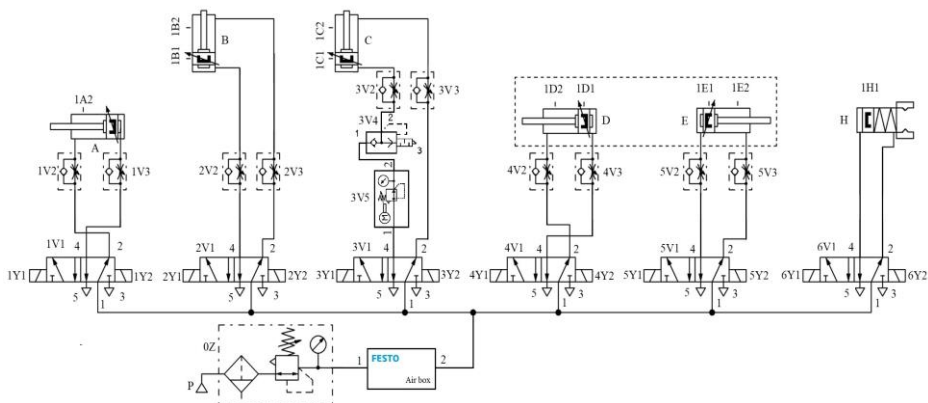 1B2
1B1
B
1C2
1C1
C
3V2
3V3
3V4
2
1
3
2
3V5
1
1A2
A
1V2
1V3
2V2
2V3
1D2
1D1
D
1E1
1E2
E
4V2
4V3
5V2
5V3
1H1
H
1V1 4 2
1Y1
1Y2
5 1 3
2V1 4 2
2Y1
2Y2
5 1 3
3V1 4 2
3Y1
3Y2
5 1 3
4V1 4 2
4Y1
4Y2
5 1 3
5V1 4 2
5Y1
5Y2
5 1 3
6V1 4 2
6Y1
6Y2
5 1 3
0Z
P
1
FESTO
Air box
2